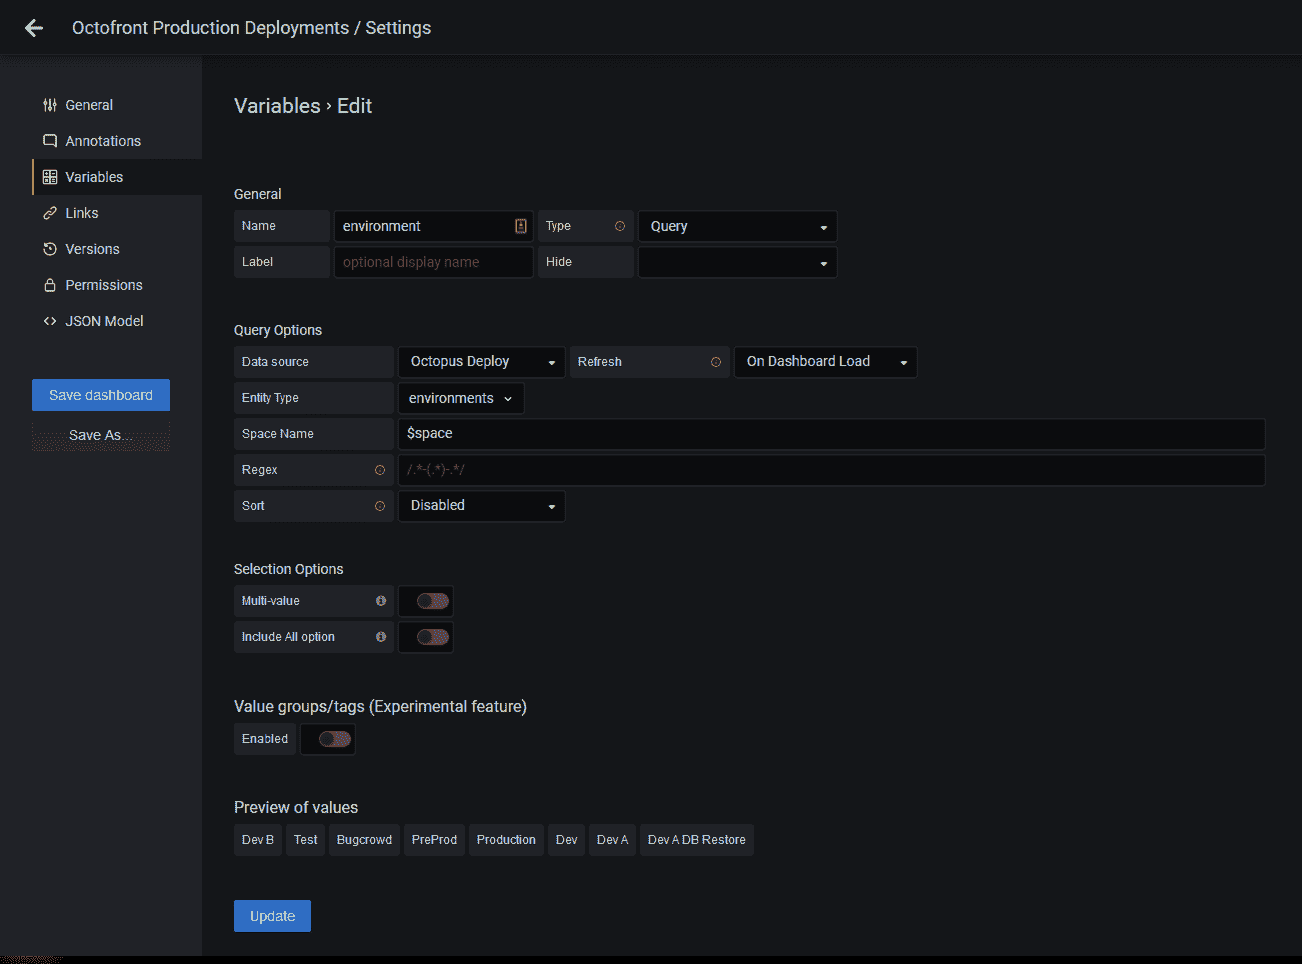 Octofront Production Deployments / Settings
General
Annotations
Variables
Links
Versions
Permissions
JSON Model
Save dashboard
Save As...
Variables › Edit
General
Name environment Type Query
Label optional display name Hide
Query Options
Data source Octopus Deploy Refresh On Dashboard Load
Entity Type environments
Space Name $space
Regex /.*-(.*)-.*/
Sort Disabled
Selection Options
Multi-value
Include All option
Value groups/tags (Experimental feature)
Enabled
Preview of values
Dev B Test Bugcrowd PreProd Production Dev Dev A Dev A DB Restore
Update